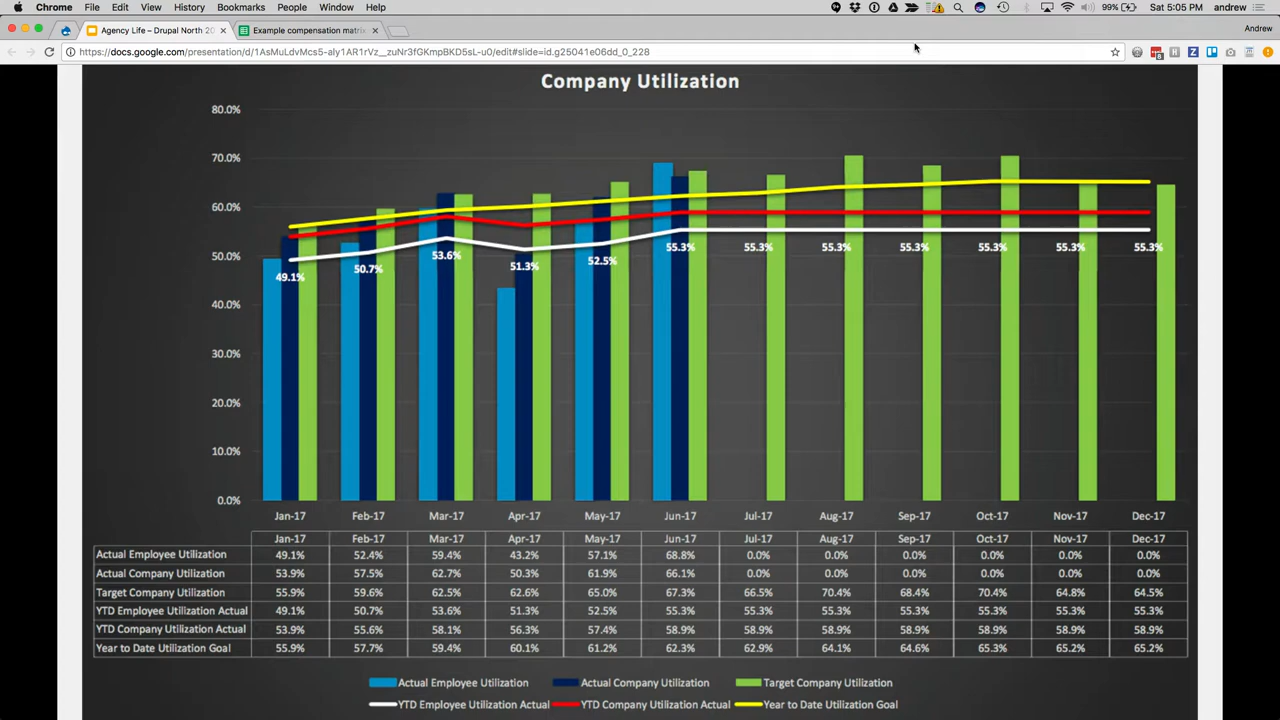 Chrome File Edit View History Bookmarks People Window Help 99% Sat 5:05 PM andrew
Agency Life – Drupal North 20 Example compensation matri Andrew
https://docs.google.com/presentation/d/1AsMuLdvMcs5-aly1AR1rVz__zuNr3fGKmpBKD5sL-u0/edit#slide=id.g25041e06dd_0_228
Company Utilization
80.0%
70.0%
60.0%
50.0%
40.0%
30.0%
20.0%
10.0%
0.0%
49.1% 50.7% 53.6% 51.3% 52.5% 55.3% 55.3% 55.3% 55.3% 55.3% 55.3% 55.3%
Jan-17 Feb-17 Mar-17 Apr-17 May-17 Jun-17 Jul-17 Aug-17 Sep-17 Oct-17 Nov-17 Dec-17
Jan-17 Feb-17 Mar-17 Apr-17 May-17 Jun-17 Jul-17 Aug-17 Sep-17 Oct-17 Nov-17 Dec-17
Actual Employee Utilization 49.1% 52.4% 59.4% 43.2% 57.1% 68.8% 0.0% 0.0% 0.0% 0.0% 0.0% 0.0%
Actual Company Utilization 53.9% 57.5% 62.7% 50.3% 61.9% 66.1% 0.0% 0.0% 0.0% 0.0% 0.0% 0.0%
Target Company Utilization 55.9% 59.6% 62.5% 62.6% 65.0% 67.3% 66.5% 70.4% 68.4% 70.4% 64.8% 64.5%
YTD Employee Utilization Actual 49.1% 50.7% 53.6% 51.3% 52.5% 55.3% 55.3% 55.3% 55.3% 55.3% 55.3% 55.3%
YTD Company Utilization Actual 53.9% 55.6% 58.1% 56.3% 57.4% 58.9% 58.9% 58.9% 58.9% 58.9% 58.9% 58.9%
Year to Date Utilization Goal 55.9% 57.7% 59.4% 60.1% 61.2% 62.3% 62.9% 64.1% 64.6% 65.3% 65.2% 65.2%
Actual Employee Utilization Actual Company Utilization Target Company Utilization
YTD Employee Utilization Actual YTD Company Utilization Actual Year to Date Utilization Goal